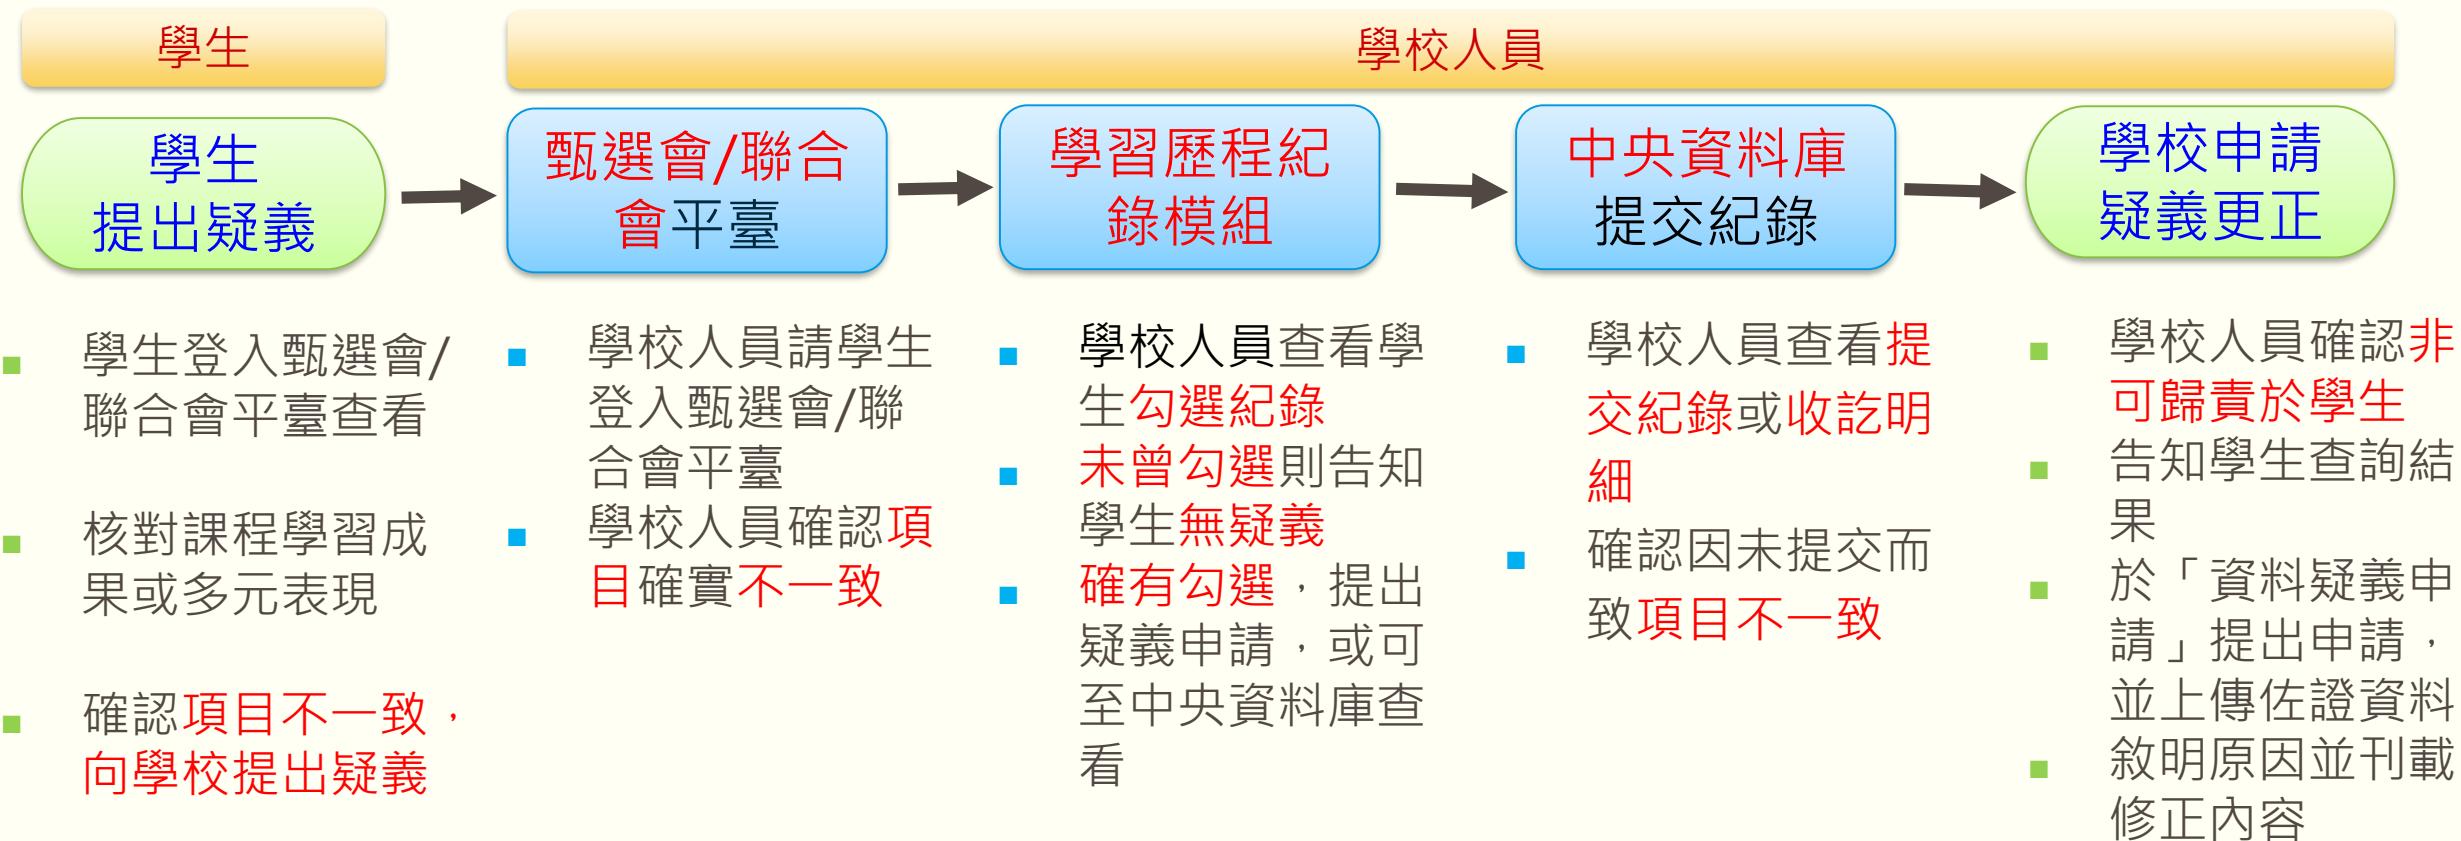 學生
學校人員
學生
提出疑義
甄選會/聯合
會平臺
學習歷程紀
錄模組
中央資料庫
提交紀錄
學校申請
疑義更正
學生登入甄選會/
聯合會平臺查看
核對課程學習成
果或多元表現
確認項目不一致，
向學校提出疑義
學校人員請學生
登入甄選會/聯
合會平臺
學校人員確認項
目確實不一致
學校人員查看學
生勾選紀錄
未曾勾選則告知
學生無疑義
確有勾選，提出
疑義申請，或可
至中央資料庫查
看
學校人員查看提
交紀錄或收訖明
細
確認因未提交而
致項目不一致
學校人員確認非
可歸責於學生
告知學生查詢結
果
於「資料疑義申
請」提出申請，
並上傳佐證資料
敘明原因並刊載
修正內容